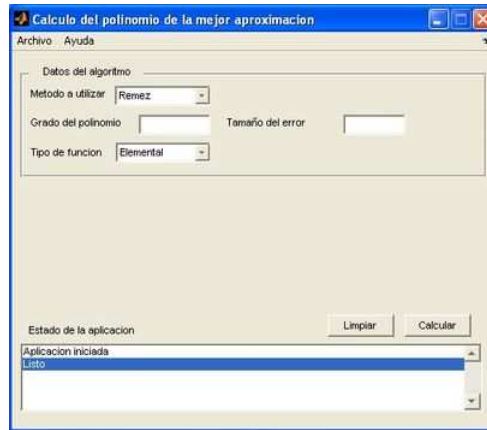 Calculo del polinomio de la mejor aproximacion
Archivo Ayuda
Datos del algoritmo
Metodo a utilizar Remez
Grado del polinomio Tamaño del error
Tipo de funcion Elemental
Estado de la aplicacion Limpiar Calcular
Aplicacion iniciada
Listo